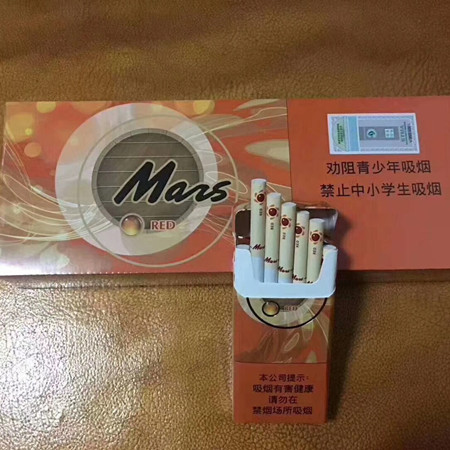 Mars
RED
劝阻青少年吸烟
禁止中小学生吸烟
RED
本公司提示:
吸烟有害健康
请勿在
禁烟场所吸烟